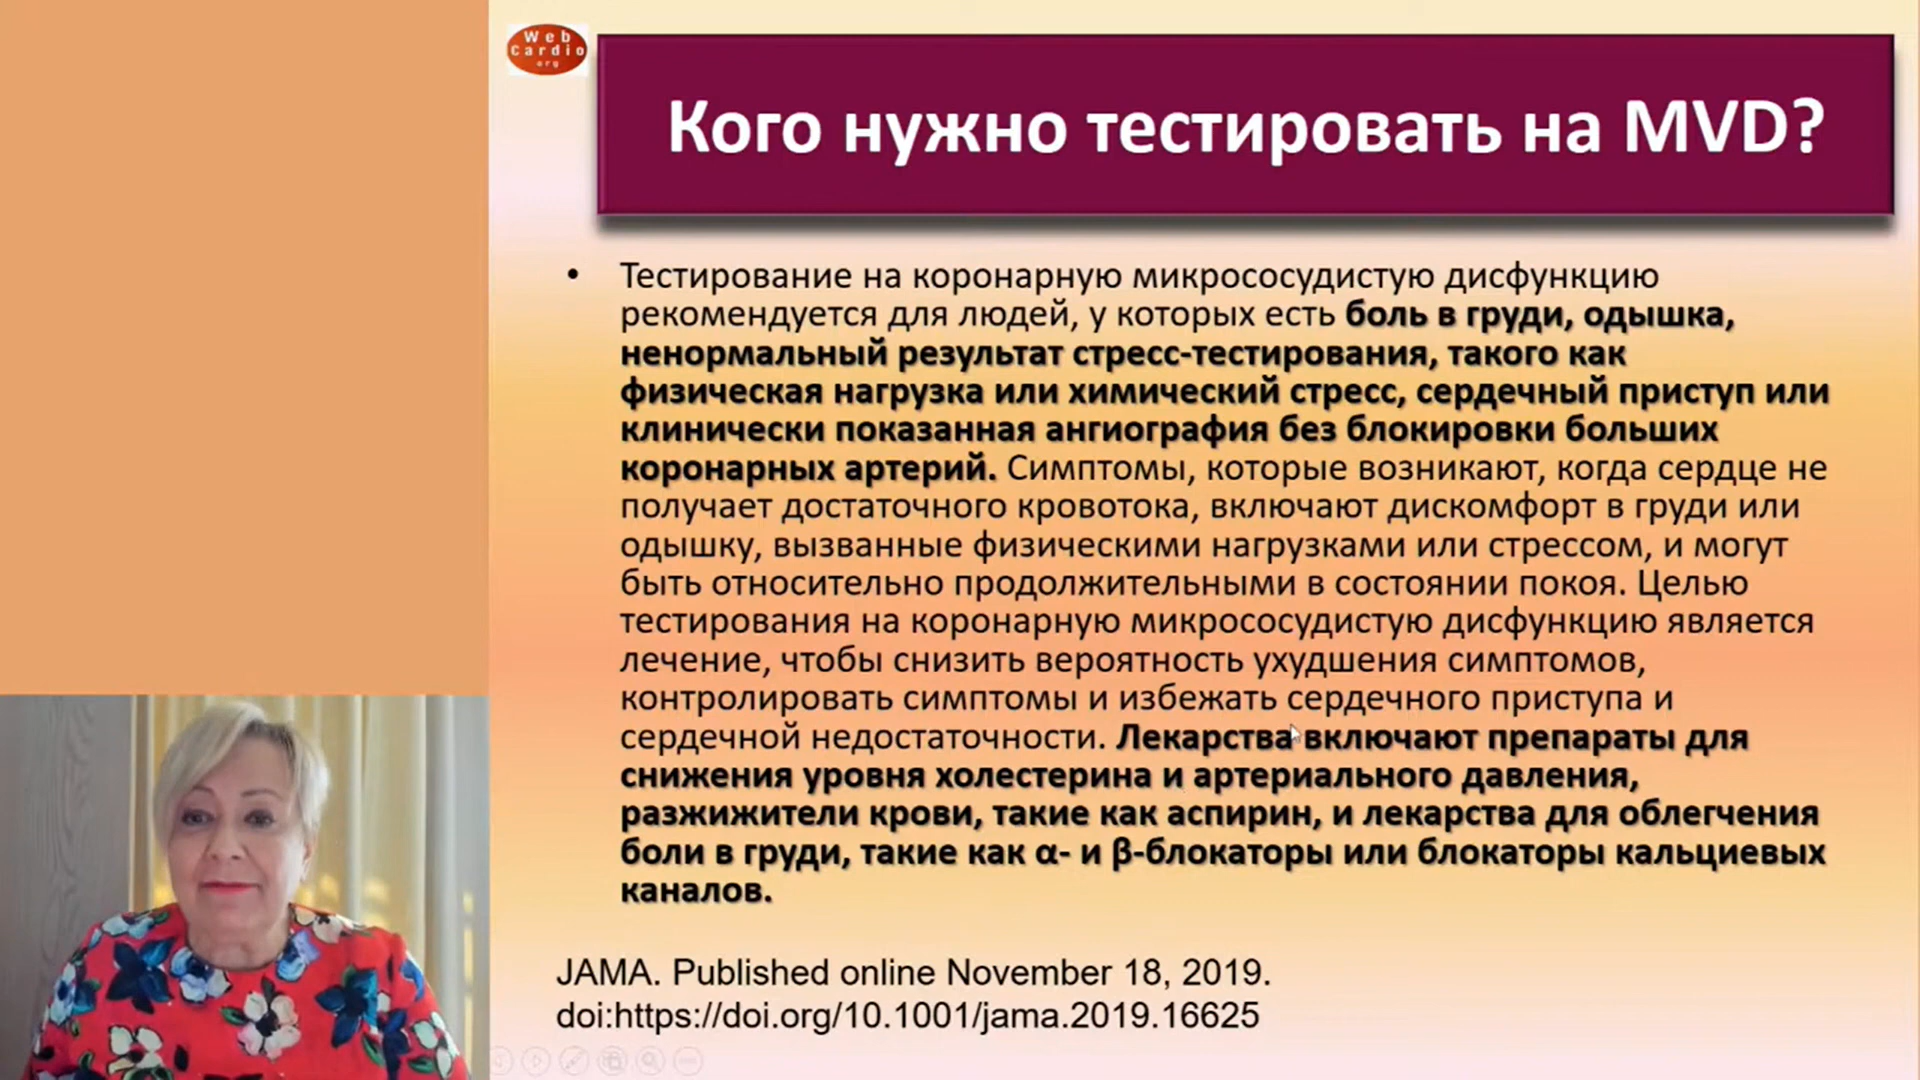 Web
Cardio
org
Кого нужно тестировать на MVD?
• Тестирование на коронарную микрососудистую дисфункцию
рекомендуется для людей, у которых есть боль в груди, одышка,
ненормальный результат стресс-тестирования, такого как
физическая нагрузка или химический стресс, сердечный приступ или
клинически показанная ангиография без блокировки больших
коронарных артерий. Симптомы, которые возникают, когда сердце не
получает достаточного кровотока, включают дискомфорт в груди или
одышку, вызванные физическими нагрузками или стрессом, и могут
быть относительно продолжительными в состоянии покоя. Целью
тестирования на коронарную микрососудистую дисфункцию является
лечение, чтобы снизить вероятность ухудшения симптомов,
контролировать симптомы и избежать сердечного приступа и
сердечной недостаточности. Лекарства включают препараты для
снижения уровня холестерина и артериального давления,
разжижители крови, такие как аспирин, и лекарства для облегчения
боли в груди, такие как α- и β-блокаторы или блокаторы кальциевых
каналов.
JAMA. Published online November 18, 2019.
doi:https://doi.org/10.1001/jama.2019.16625